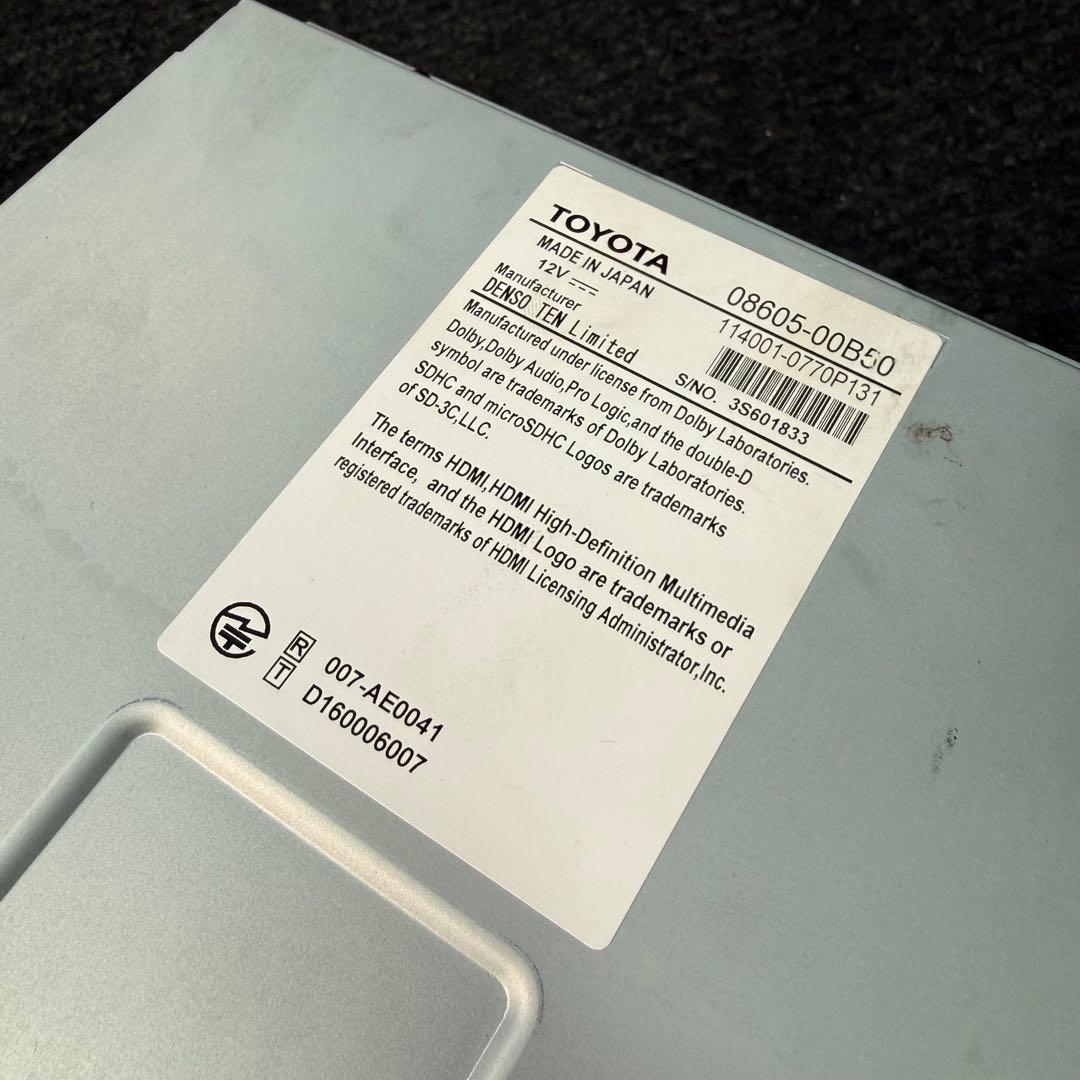 TOYOTA
MADE IN JAPAN
12V
08605-00B50
114001-0770P131
Manufacturer
DENSO TEN Limited
S/NO. 3S601833
Manufactured under license from Dolby Laboratories.
Dolby,Dolby Audio,Pro Logic,and the double-D
symbol are trademarks of Dolby Laboratories.
SDHC and microSDHC Logos are trademarks
of SD-3C,LLC.
The terms HDMI,HDMI High-Definition Multimedia
Interface, and the HDMI Logo are trademarks or
registered trademarks of HDMI Licensing Administrator,Inc.
R 007-AE0041
T D160006007